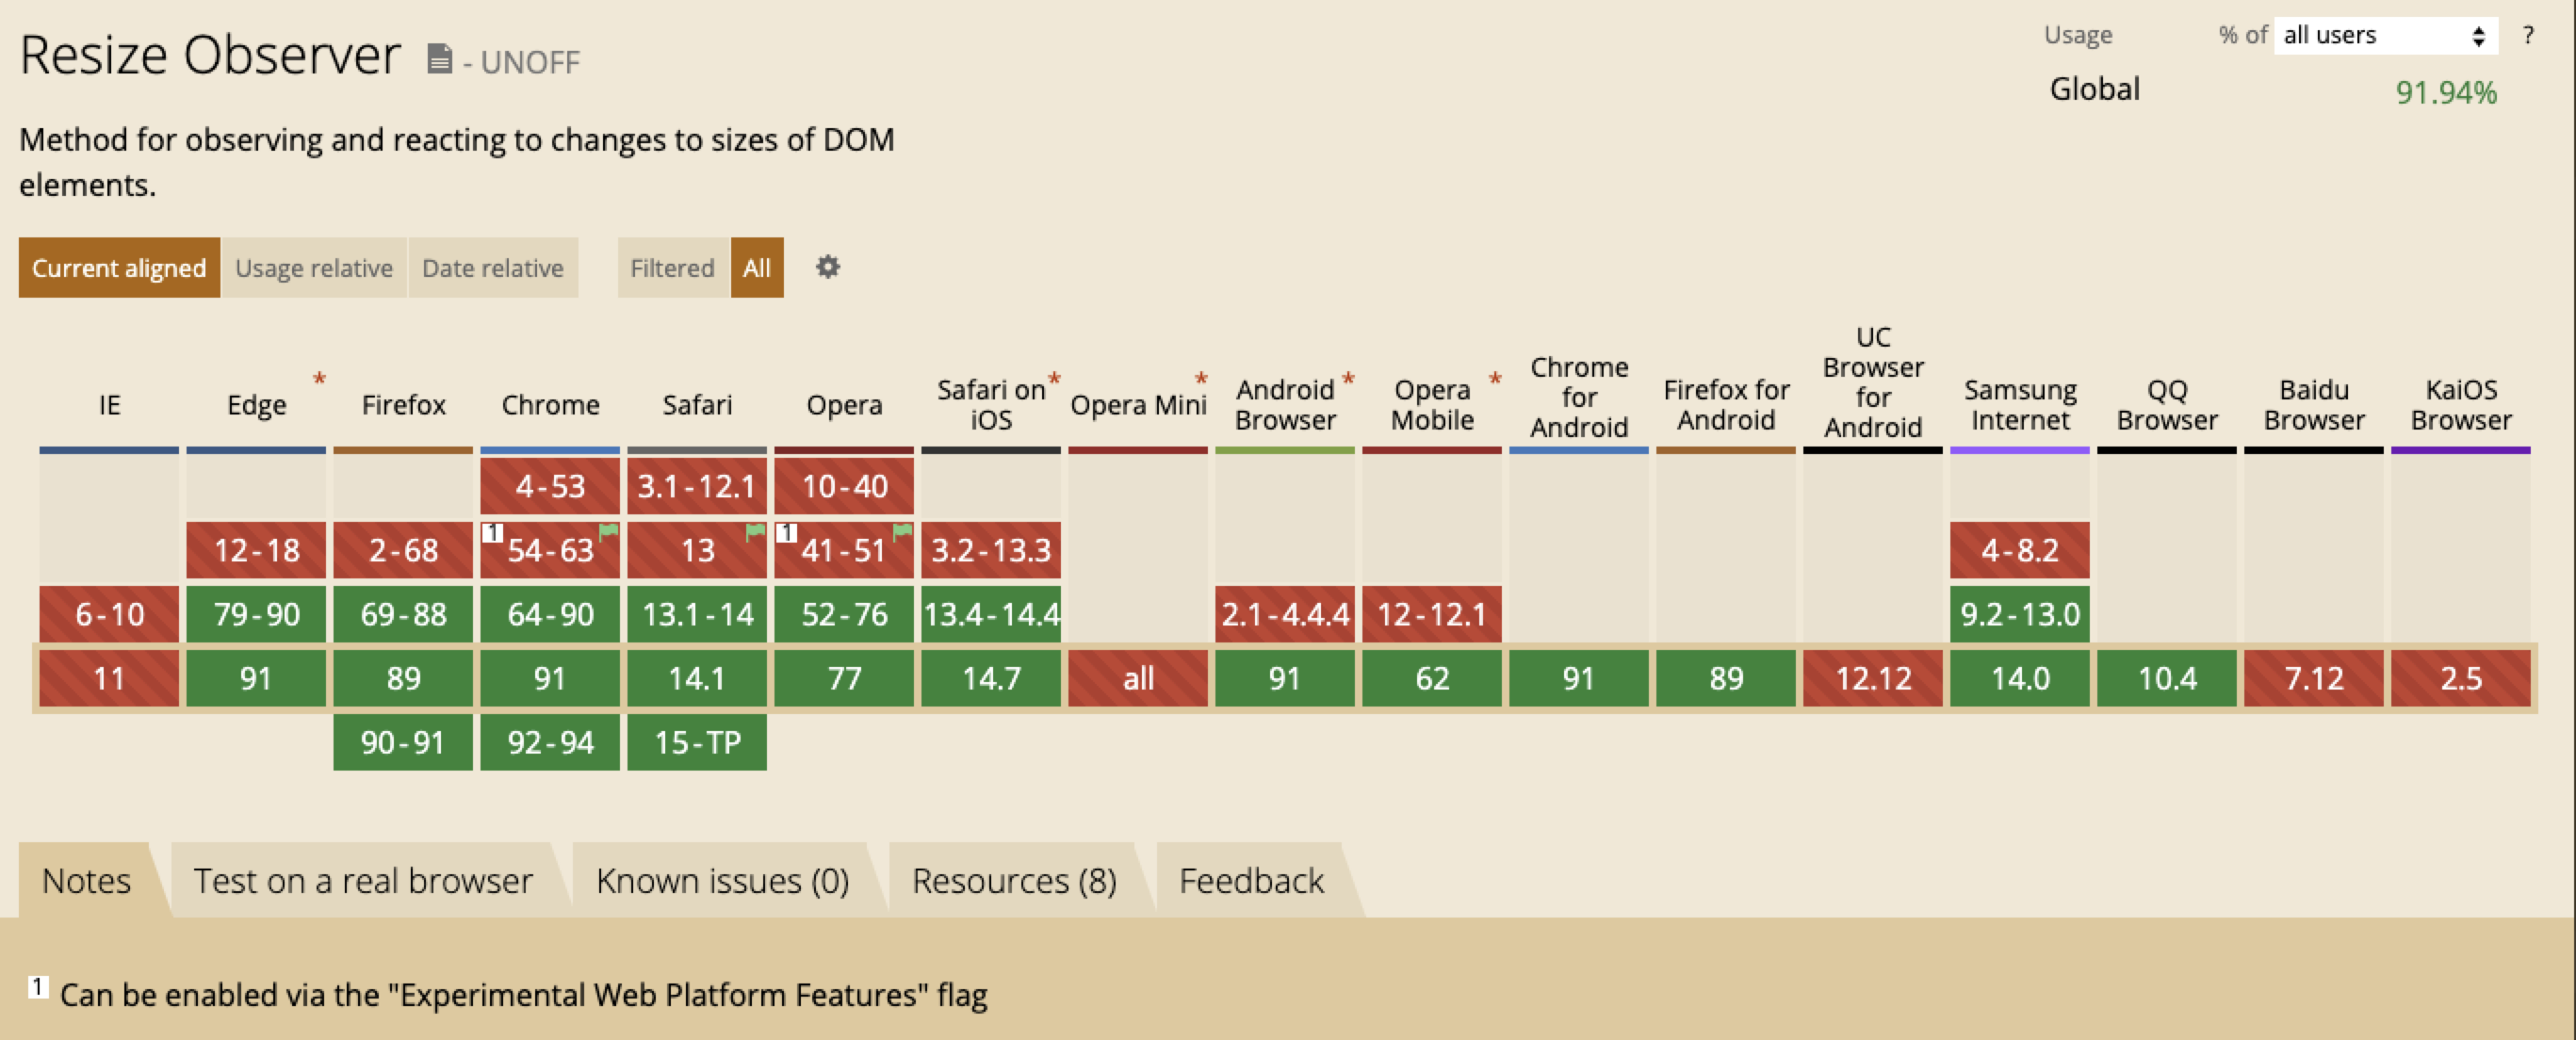 Resize Observer - UNOFF
Usage % of all users ?
Global 91.94%
Method for observing and reacting to changes to sizes of DOM
elements.
Current aligned Usage relative Date relative Filtered All
IE
Edge *
Firefox
Chrome
Safari
Opera
Safari on *
iOS
Opera Mini *
Android *
Browser
Opera *
Mobile
Chrome
for
Android
Firefox for
Android
UC
Browser
for
Android
Samsung
Internet
QQ
Browser
Baidu
Browser
KaiOS
Browser
4-53 3.1-12.1 10-40
12-18 2-68 1 54-63 13 1 41-51 3.2-13.3 4-8.2
6-10 79-90 69-88 64-90 13.1-14 52-76 13.4-14.4 2.1-4.4.4 12-12.1 9.2-13.0
11 91 89 91 14.1 77 14.7 all 91 62 91 89 12.12 14.0 10.4 7.12 2.5
90-91 92-94 15-TP
Notes Test on a real browser Known issues (0) Resources (8) Feedback
1 Can be enabled via the "Experimental Web Platform Features" flag